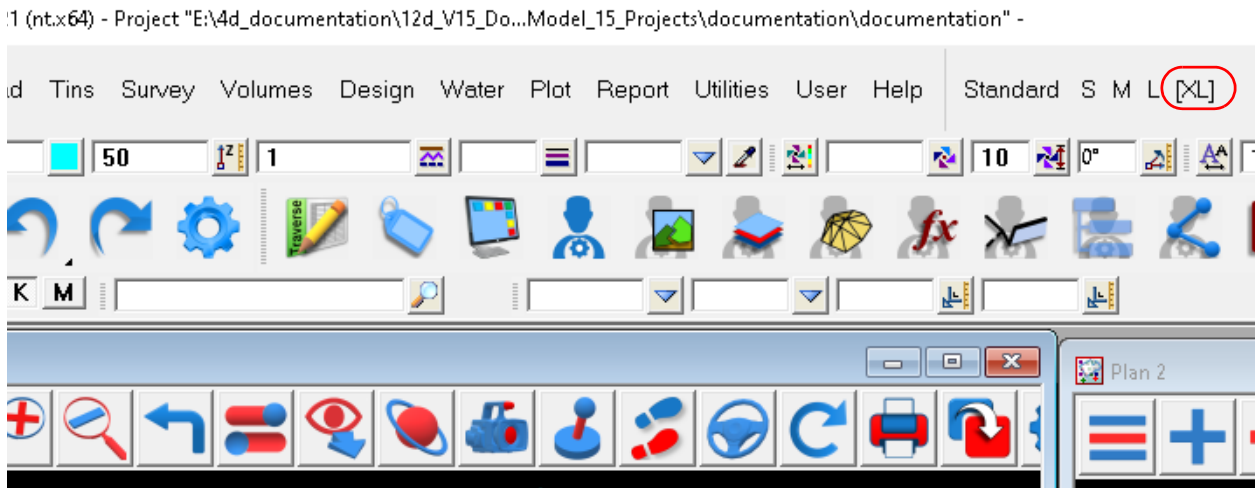 21 (nt.x64) - Project "E:\4d_documentation\12d_V15_Do...Model_15_Projects\documentation\documentation" -
Tins Survey Volumes Design Water Plot Report Utilities User Help Standard S M L [XL]
50 1 10 0°
Traverse fx
K M
Plan 2